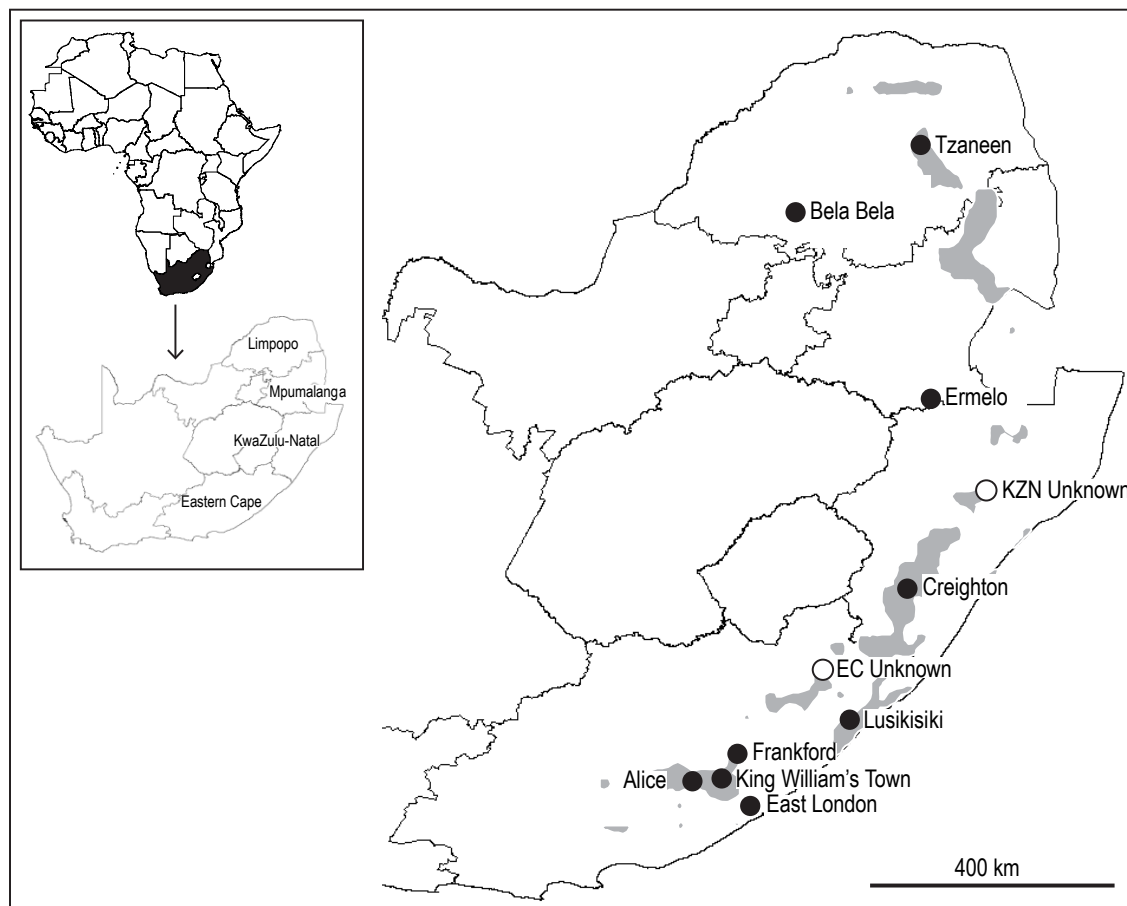 Limpopo
Mpumalanga
KwaZulu-Natal
Eastern Cape
Tzaneen
Bela Bela
Ermelo
KZN Unknown
Creighton
EC Unknown
Lusikisiki
Frankford
Alice
King William's Town
East London
400 km